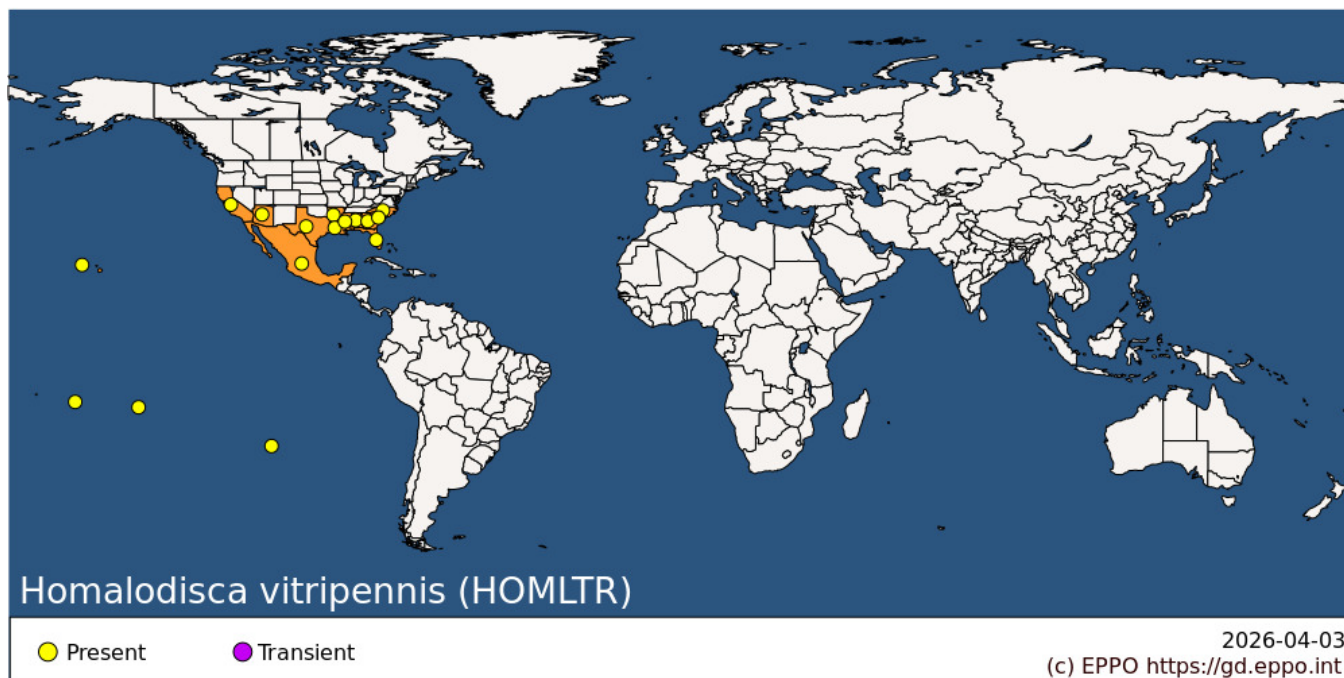 Homalodisca vitripennis (HOMLTR)
Present
Transient
2026-04-03
(c) EPPO https://gd.eppo.int